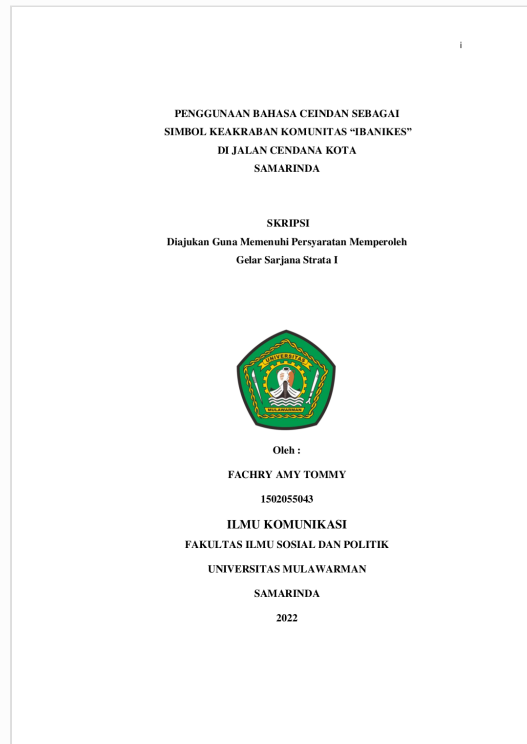 i
PENGGUNAAN BAHASA CEINDAN SEBAGAI
SIMBOL KEAKRABAN KOMUNITAS “IBANIKES”
DI JALAN CENDANA KOTA
SAMARINDA
SKRIPSI
Diajukan Guna Memenuhi Persyaratan Memperoleh
Gelar Sarjana Strata I
UNIVERSITAS
MULAWARMAN
Oleh :
FACHRY AMY TOMMY
1502055043
ILMU KOMUNIKASI
FAKULTAS ILMU SOSIAL DAN POLITIK
UNIVERSITAS MULAWARMAN
SAMARINDA
2022